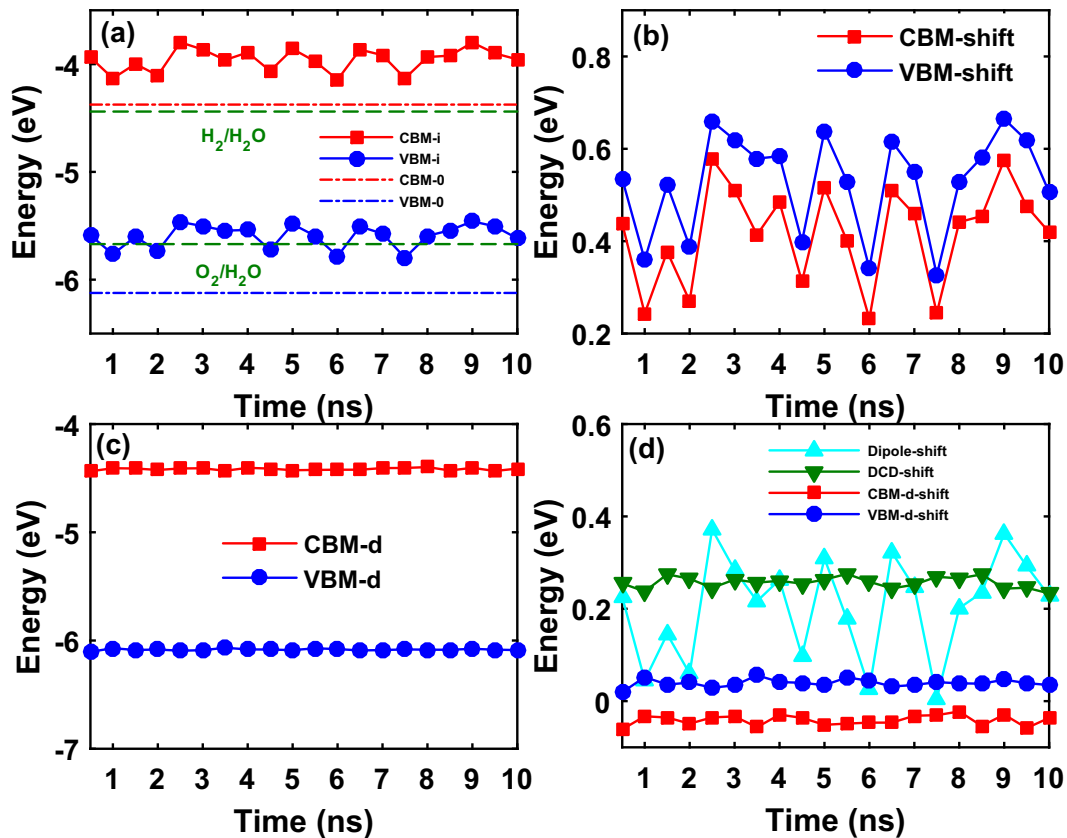 (a)
Energy (eV)
-4
-5
-6
H2/H2O
CBM-i
VBM-i
CBM-0
VBM-0
O2/H2O
1 2 3 4 5 6 7 8 9 10
Time (ns)
(b)
Energy (eV)
0.8
0.6
0.4
0.2
CBM-shift
VBM-shift
1 2 3 4 5 6 7 8 9 10
Time (ns)
(c)
Energy (eV)
-4
-5
-6
-7
CBM-d
VBM-d
1 2 3 4 5 6 7 8 9 10
Time (ns)
(d)
Energy (eV)
0.6
0.4
0.2
0
Dipole-shift
DCD-shift
CBM-d-shift
VBM-d-shift
1 2 3 4 5 6 7 8 9 10
Time (ns)